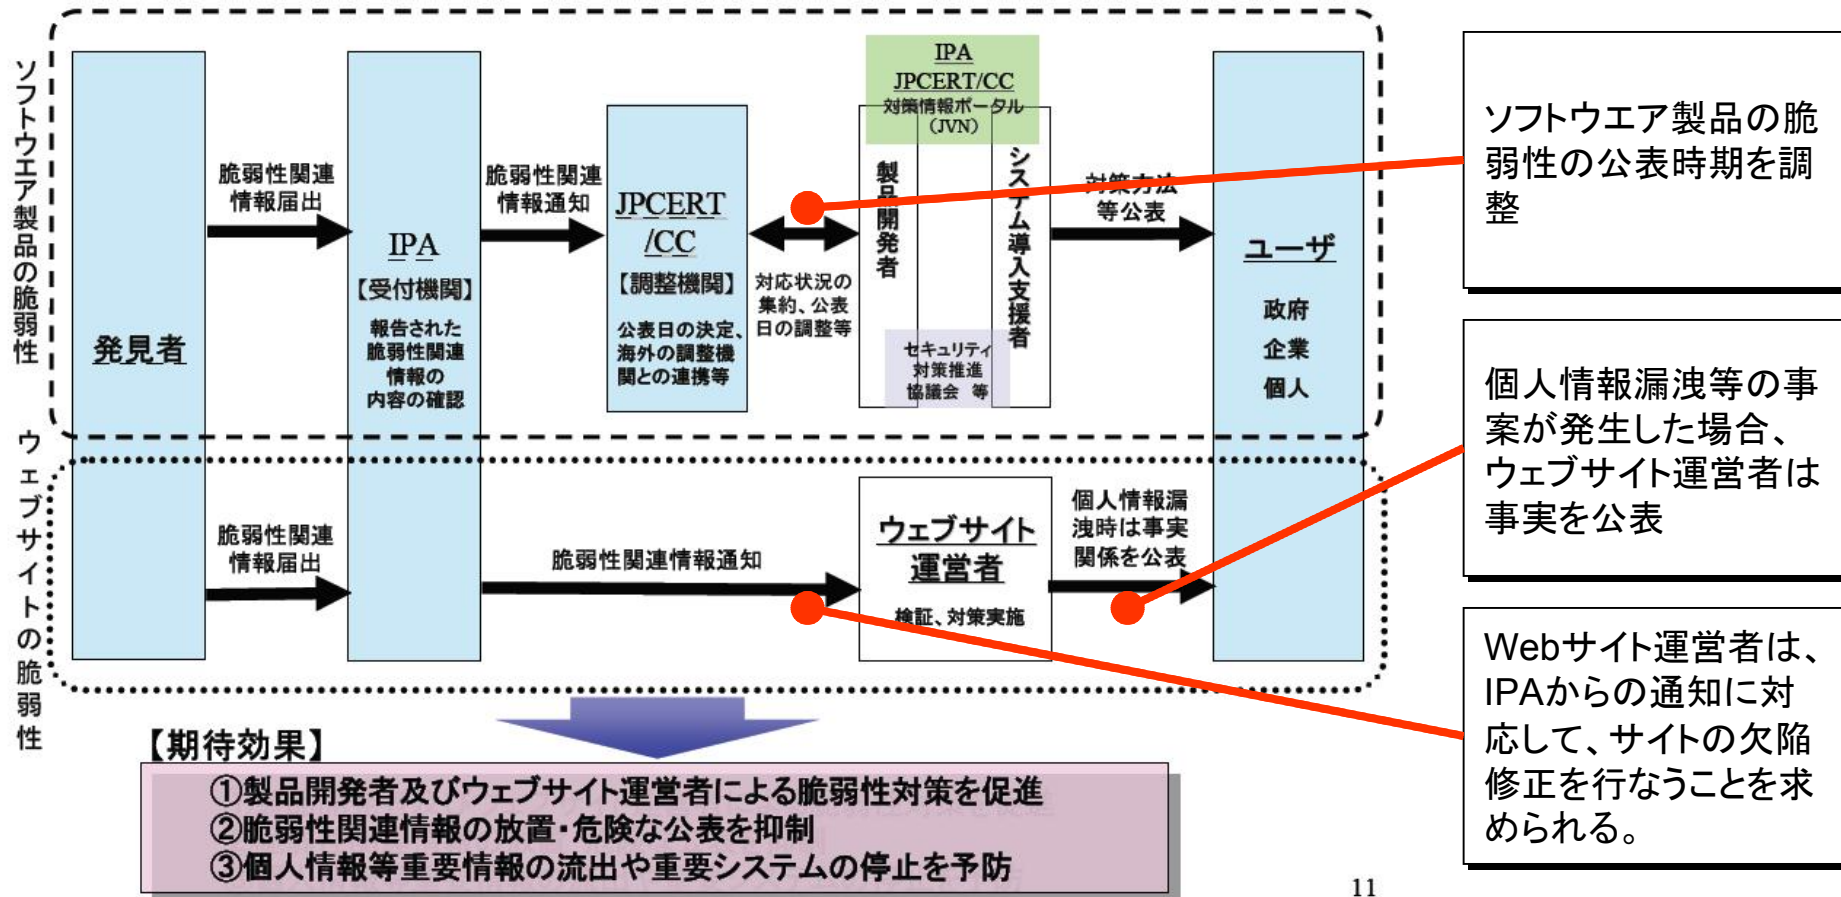 ソフトウエア製品の脆弱性
発見者
脆弱性関連
情報届出
IPA
【受付機関】
報告された
脆弱性関連
情報の
内容の確認
脆弱性関連
情報通知
JPCERT
/CC
【調整機関】
公表日の決定、
海外の調整機
関との連携等
対応状況の
集約、公表
日の調整等
IPA
JPCERT/CC
対策情報ポータル
(JVN)
製品開発者
システム導入支援者
セキュリティ
対策推進
協議会 等
対策方法
等公表
ユーザ
政府
企業
個人
ソフトウエア製品の脆
弱性の公表時期を調
整
ウェブサイトの脆弱性
脆弱性関連
情報届出
脆弱性関連情報通知
ウェブサイト
運営者
検証、対策実施
個人情報漏
洩時は事実
関係を公表
個人情報漏洩等の事
案が発生した場合、
ウェブサイト運営者は
事実を公表
Webサイト運営者は、
IPAからの通知に対
応して、サイトの欠陥
修正を行なうことを求
められる。
【期待効果】
①製品開発者及びウェブサイト運営者による脆弱性対策を促進
②脆弱性関連情報の放置・危険な公表を抑制
③個人情報等重要情報の流出や重要システムの停止を予防
11